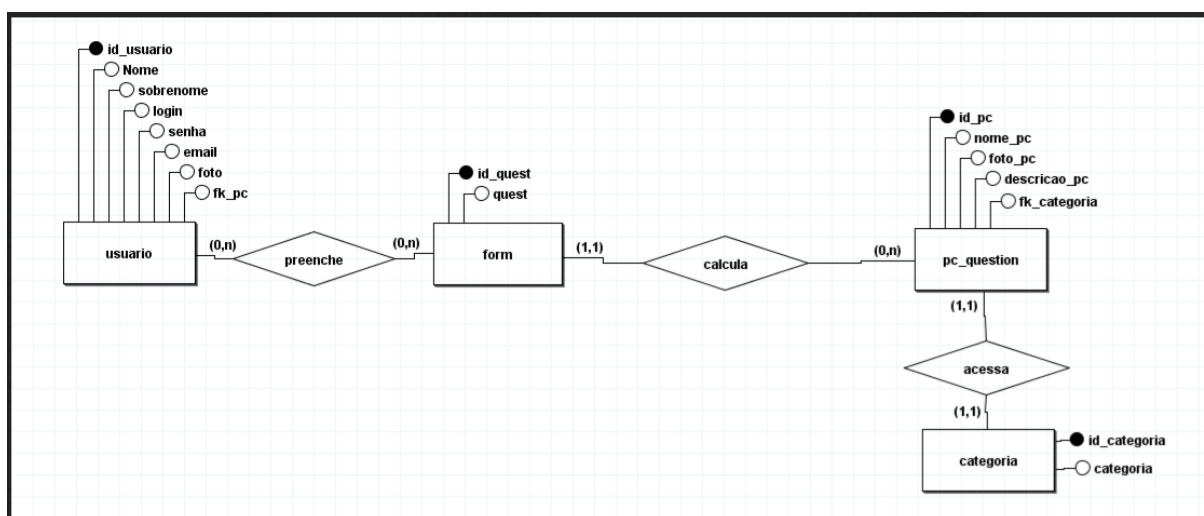 id_usuario
Nome
sobrenome
login
senha
email
foto
fk_pc
usuario
(0,n)
preenche
(0,n)
id_quest
quest
form
(1,1)
calcula
(0,n)
id_pc
nome_pc
foto_pc
descricao_pc
fk_categoria
pc_question
(1,1)
acessa
(1,1)
categoria
id_categoria
categoria